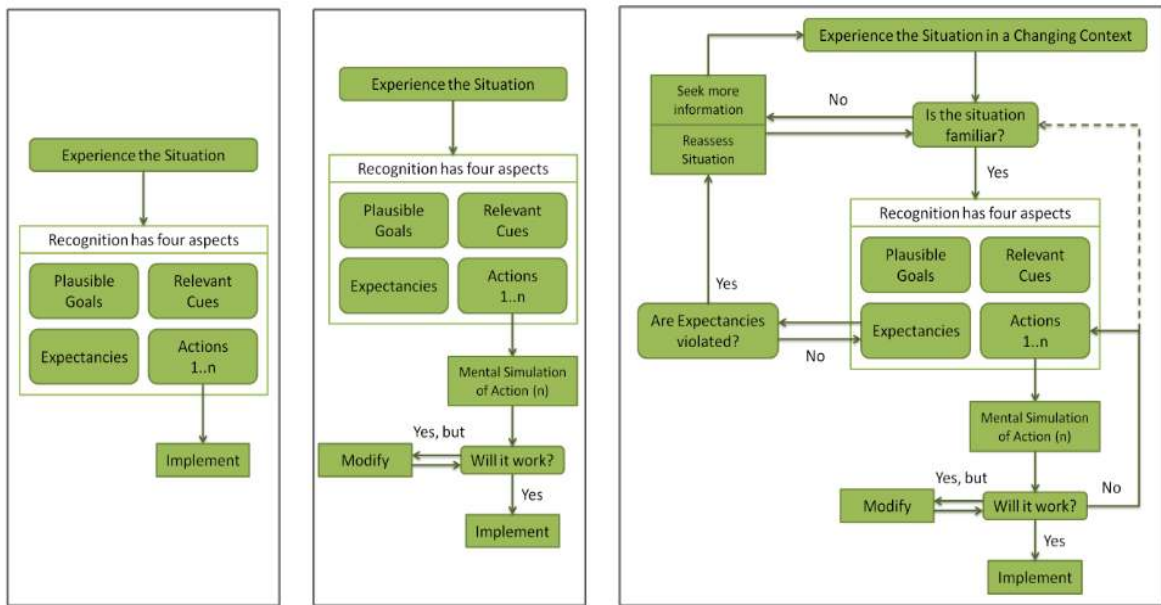 Experience the Situation
Recognition has four aspects
Plausible
Goals
Relevant
Cues
Expectancies
Actions
1..n
Implement
Experience the Situation
Recognition has four aspects
Plausible
Goals
Relevant
Cues
Expectancies
Actions
1..n
Mental Simulation
of Action (n)
Yes, but
Modify
Will it work?
Yes
Implement
Experience the Situation in a Changing Context
Seek more
information
No
Is the situation
familiar?
Reassess
Situation
Yes
Recognition has four aspects
Plausible
Goals
Relevant
Cues
Yes
Are Expectancies
violated?
Expectancies
Actions
1..n
No
Mental Simulation
of Action (n)
Yes, but
No
Modify
Will it work?
Yes
Implement